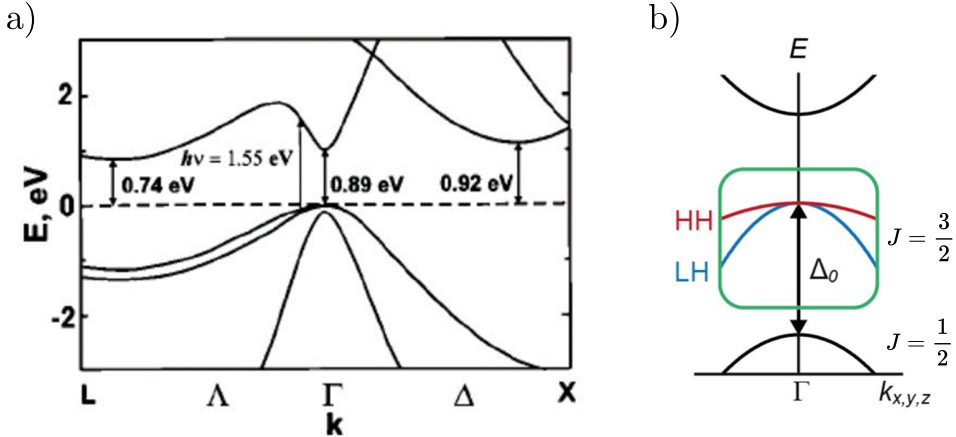 a)
E, eV
2
0
-2
hν = 1.55 eV
0.74 eV
0.89 eV
0.92 eV
L
Λ
Γ
Δ
X
k
b)
E
HH
LH
J = 3/2
Δ₀
J = 1/2
Γ
kx,y,z